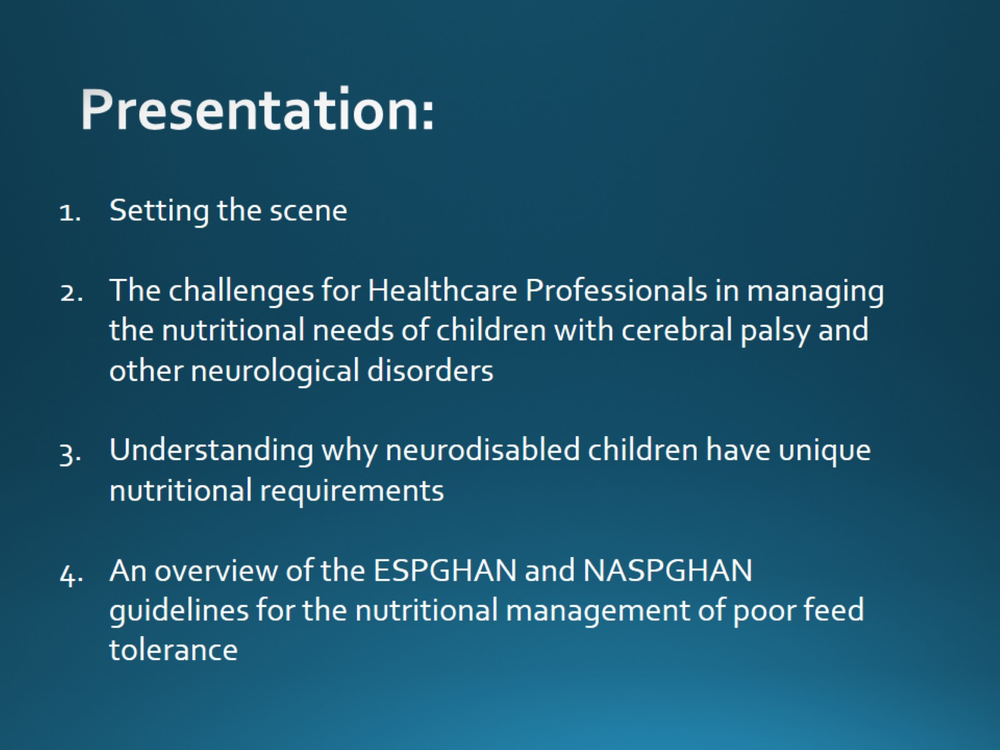 Presentation:
1. Setting the scene
2. The challenges for Healthcare Professionals in managing
the nutritional needs of children with cerebral palsy and
other neurological disorders
3. Understanding why neurodisabled children have unique
nutritional requirements
4. An overview of the ESPGHAN and NASPGHAN
guidelines for the nutritional management of poor feed
tolerance